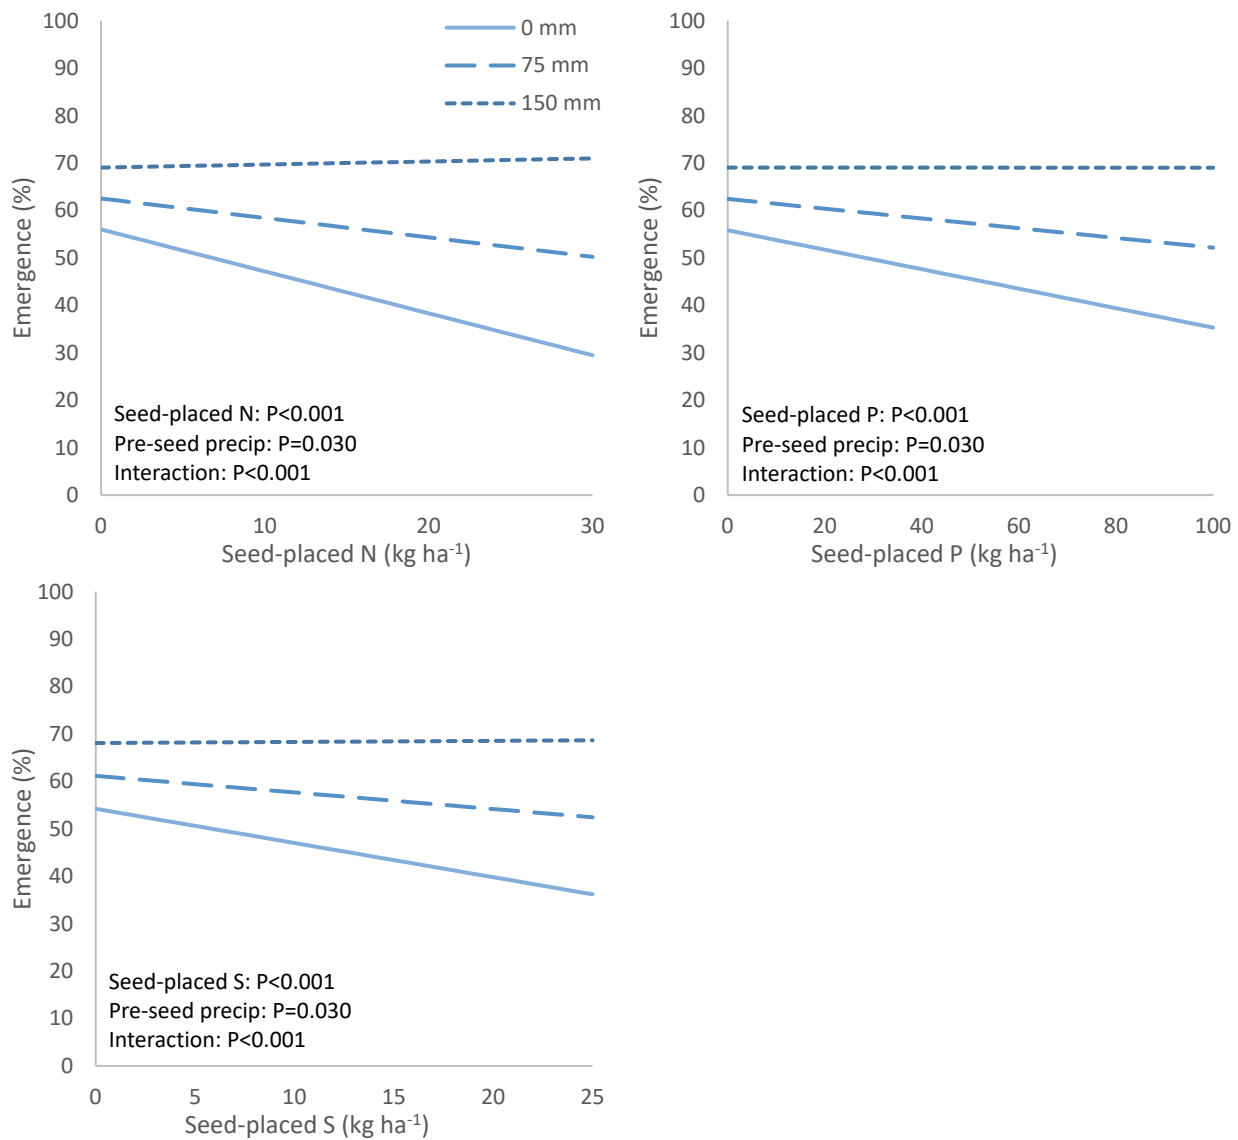 100
90
80
70
60
50
40
30
20
10
0
Emergence (%)
0 mm
75 mm
150 mm
Seed-placed N: P<0.001
Pre-seed precip: P=0.030
Interaction: P<0.001
0 10 20 30
Seed-placed N (kg ha⁻¹)
100
90
80
70
60
50
40
30
20
10
0
Emergence (%)
Seed-placed P: P<0.001
Pre-seed precip: P=0.030
Interaction: P<0.001
0 20 40 60 80 100
Seed-placed P (kg ha⁻¹)
100
90
80
70
60
50
40
30
20
10
0
Emergence (%)
Seed-placed S: P<0.001
Pre-seed precip: P=0.030
Interaction: P<0.001
0 5 10 15 20 25
Seed-placed S (kg ha⁻¹)